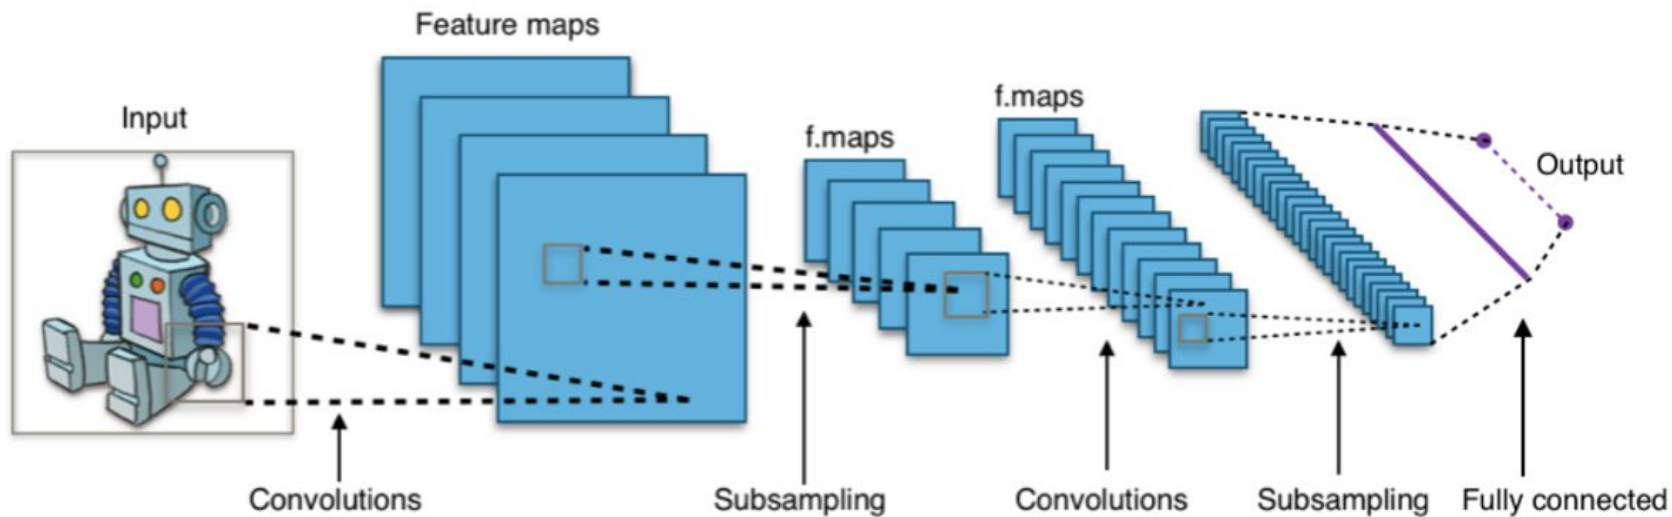 Feature maps
f.maps
Input
f.maps
Output
Convolutions
Subsampling
Convolutions
Subsampling
Fully connected